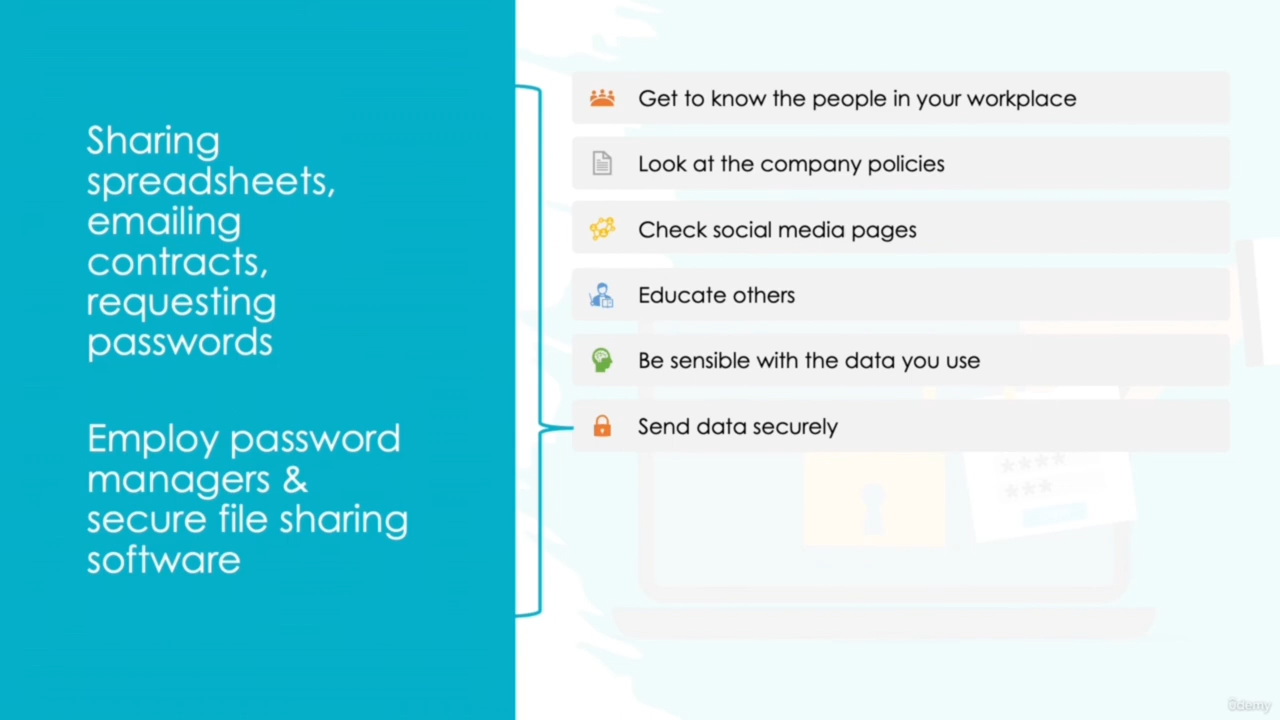 Sharing
spreadsheets,
emailing
contracts,
requesting
passwords
Employ password
managers &
secure file sharing
software
Get to know the people in your workplace
Look at the company policies
Check social media pages
Educate others
Be sensible with the data you use
Send data securely
****
***
ûdemy